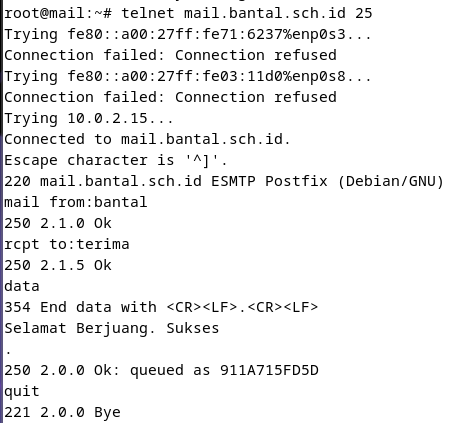 root@mail:~# telnet mail.bantal.sch.id 25
Trying fe80::a00:27ff:fe71:6237%enp0s3...
Connection failed: Connection refused
Trying fe80::a00:27ff:fe03:11d0%enp0s8...
Connection failed: Connection refused
Trying 10.0.2.15...
Connected to mail.bantal.sch.id.
Escape character is '^]'.
220 mail.bantal.sch.id ESMTP Postfix (Debian/GNU)
mail from:bantal
250 2.1.0 Ok
rcpt to:terima
250 2.1.5 Ok
data
354 End data with <CR><LF>.<CR><LF>
Selamat Berjuang. Sukses
.
250 2.0.0 Ok: queued as 911A715FD5D
quit
221 2.0.0 Bye